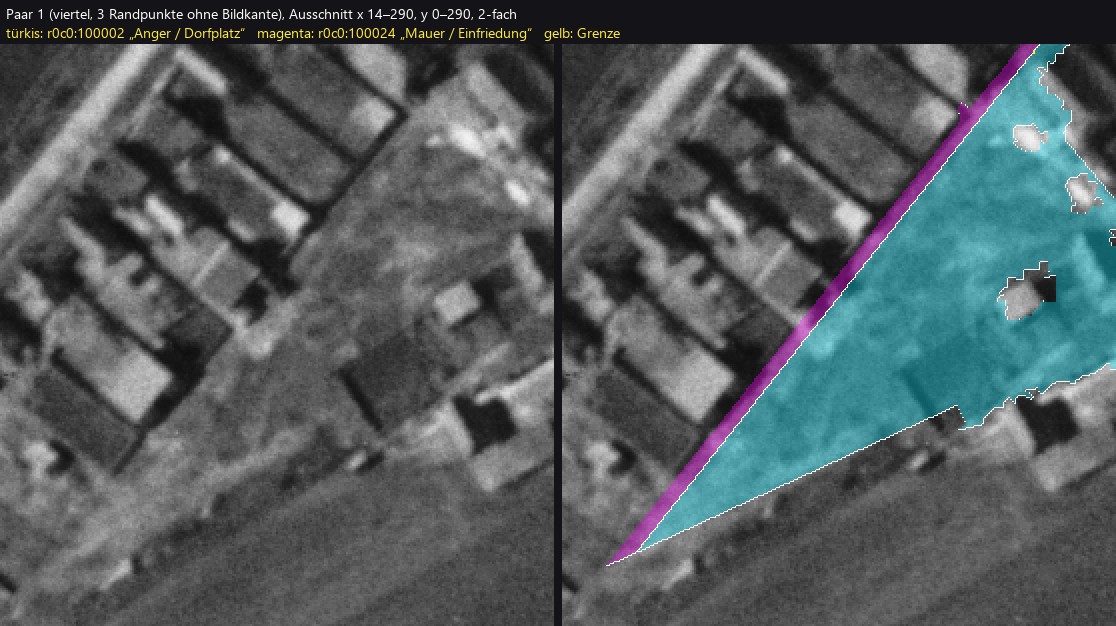 Paar 1 (viertel, 3 Randpunkte ohne Bildkante), Ausschnitt x 14–290, y 0–290, 2-fach
türkis: r0c0:100002 „Anger / Dorfplatz“ magenta: r0c0:100024 „Mauer / Einfriedung“ gelb: Grenze